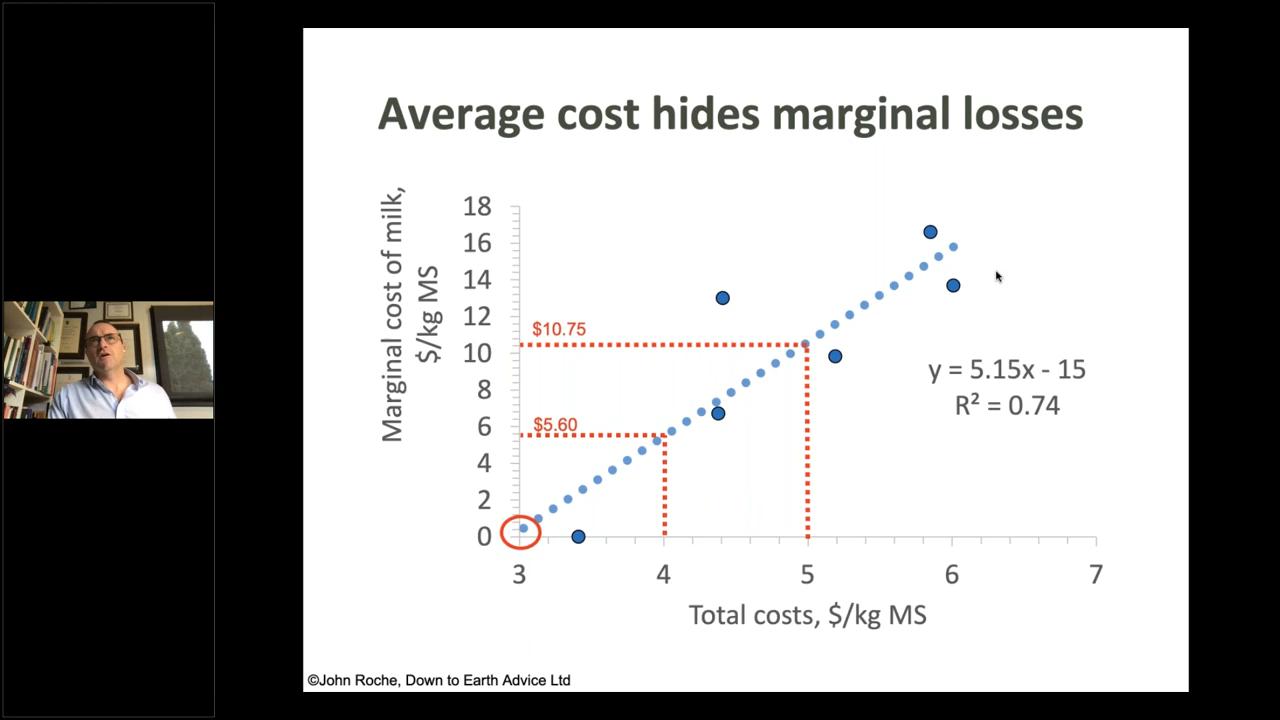 Average cost hides marginal losses
Marginal cost of milk,
$/kg MS
18
16
14
12
10
8
6
4
2
0
$10.75
$5.60
y = 5.15x - 15
R² = 0.74
3 4 5 6 7
Total costs, $/kg MS
©John Roche, Down to Earth Advice Ltd